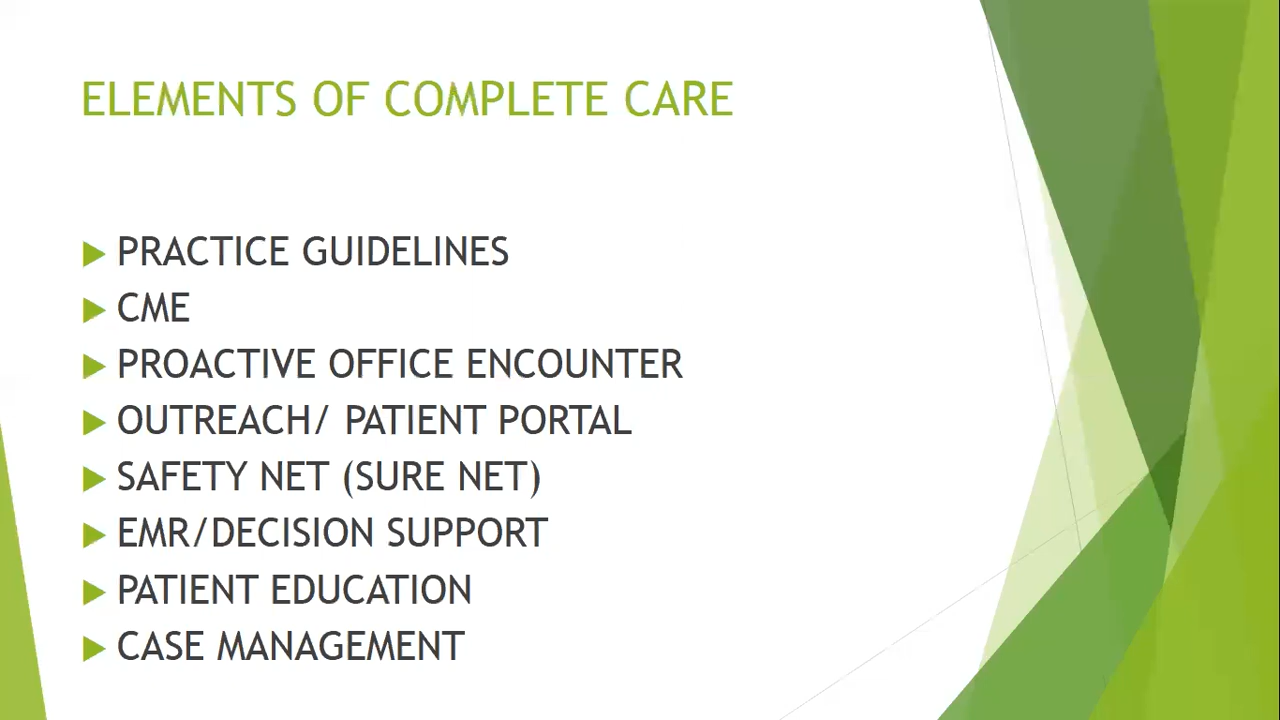 ELEMENTS OF COMPLETE CARE
PRACTICE GUIDELINES
CME
PROACTIVE OFFICE ENCOUNTER
OUTREACH/ PATIENT PORTAL
SAFETY NET (SURE NET)
EMR/DECISION SUPPORT
PATIENT EDUCATION
CASE MANAGEMENT